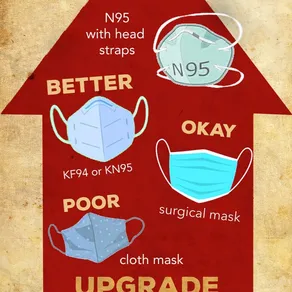 N95
with head
straps
N95
BETTER
KF94 or KN95
OKAY
surgical mask
POOR
cloth mask
UPGRADE